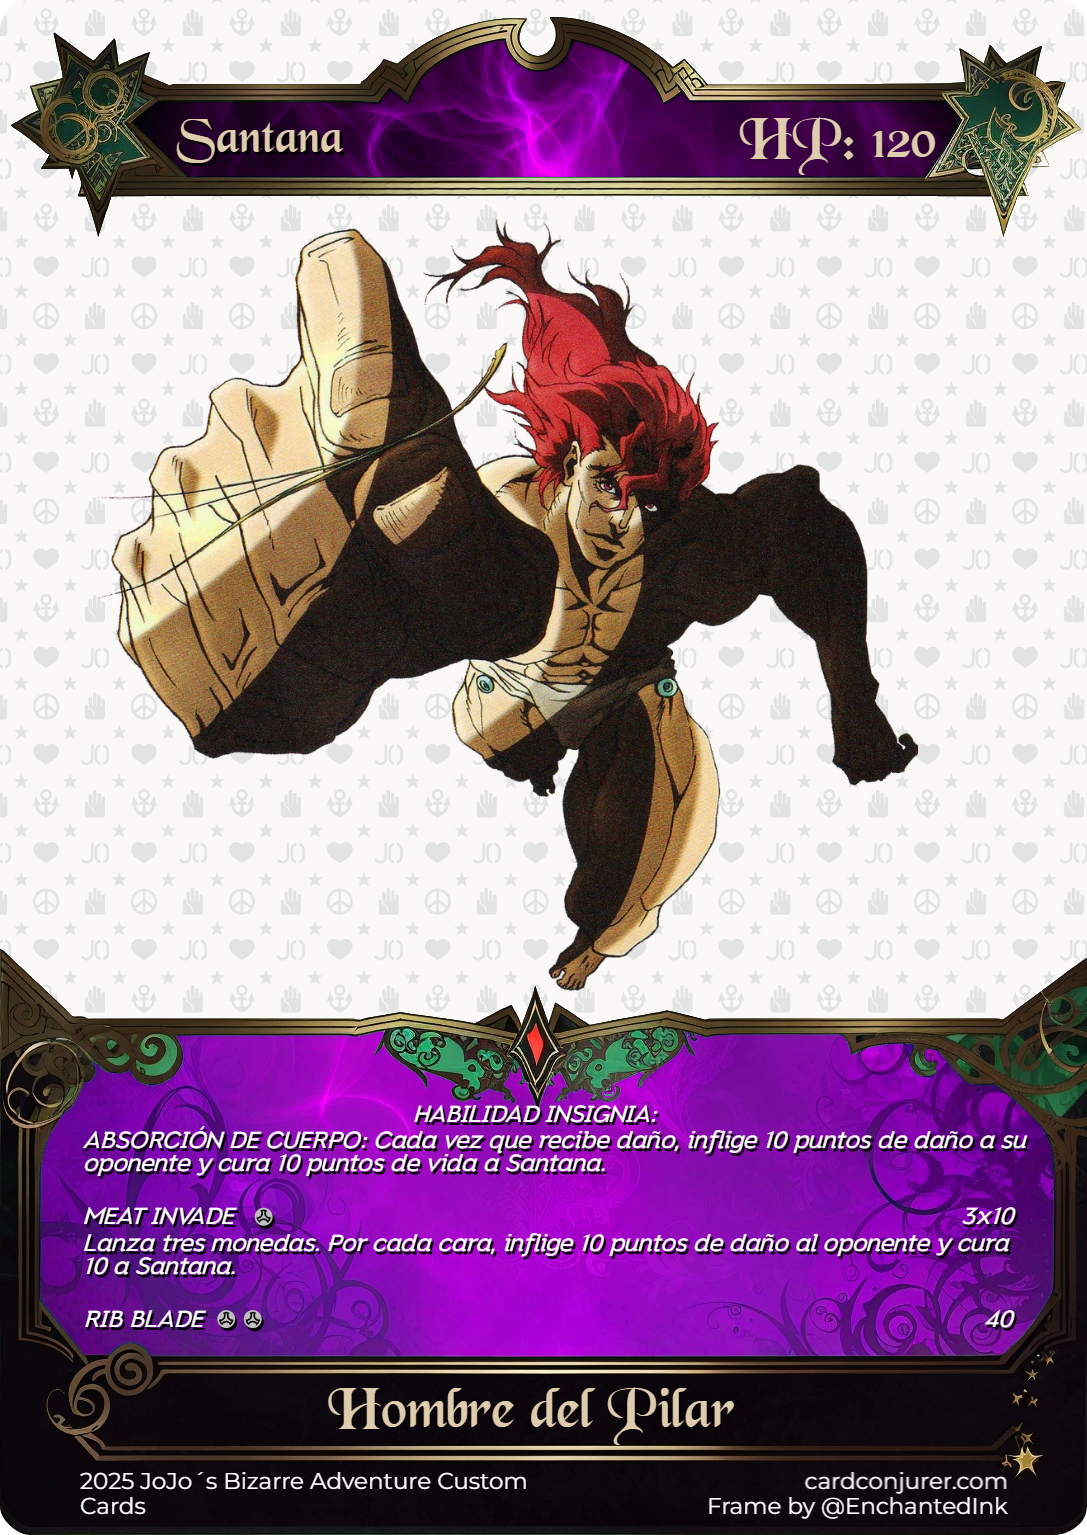 Santana
HP: 120
HABILIDAD INSIGNIA:
ABSORCIÓN DE CUERPO: Cada vez que recibe daño, inflige 10 puntos de daño a su
oponente y cura 10 puntos de vida a Santana.
MEAT INVADE 3x10
Lanza tres monedas. Por cada cara, inflige 10 puntos de daño al oponente y cura
10 a Santana.
RIB BLADE 40
Hombre del Pilar
2025 JoJo´s Bizarre Adventure Custom
Cards
cardconjurer.com
Frame by @EnchantedInk